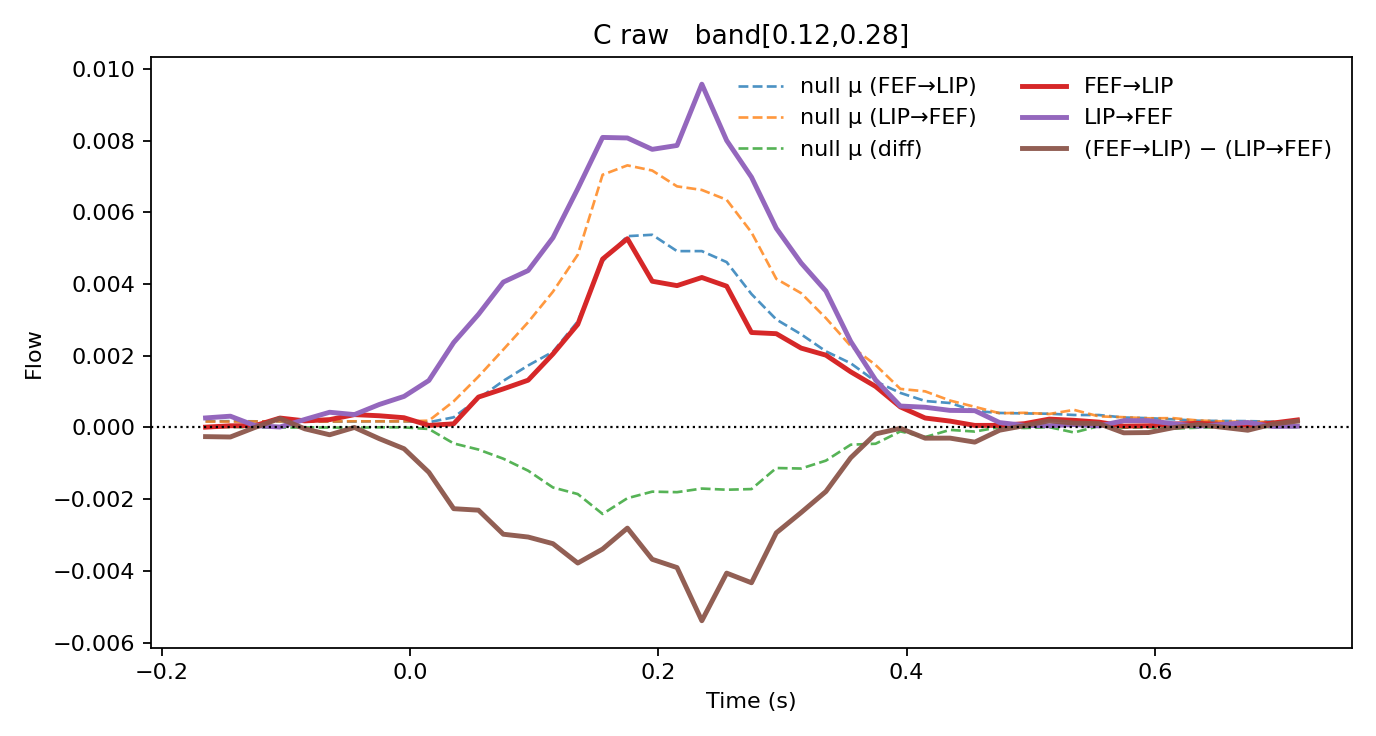 C raw   band[0.12,0.28]
0.010
0.008
0.006
0.004
0.002
0.000
−0.002
−0.004
−0.006
Flow
null μ (FEF→LIP)
null μ (LIP→FEF)
null μ (diff)
FEF→LIP
LIP→FEF
(FEF→LIP) − (LIP→FEF)
−0.2
0.0
0.2
0.4
0.6
Time (s)